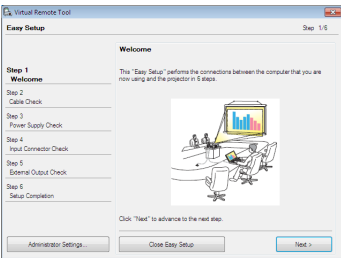 Virtual Remote Tool
Easy Setup
Step 1/6
Welcome
Step 1
Welcome
Step 2
Cable Check
Step 3
Power Supply Check
Step 4
Input Connector Check
Step 5
External Output Check
Step 6
Setup Completion
This "Easy Setup" performs the connections between the computer that you are
now using and the projector in 6 steps.
Click "Next" to advance to the next step.
Administrator Settings...
Close Easy Setup
Next >